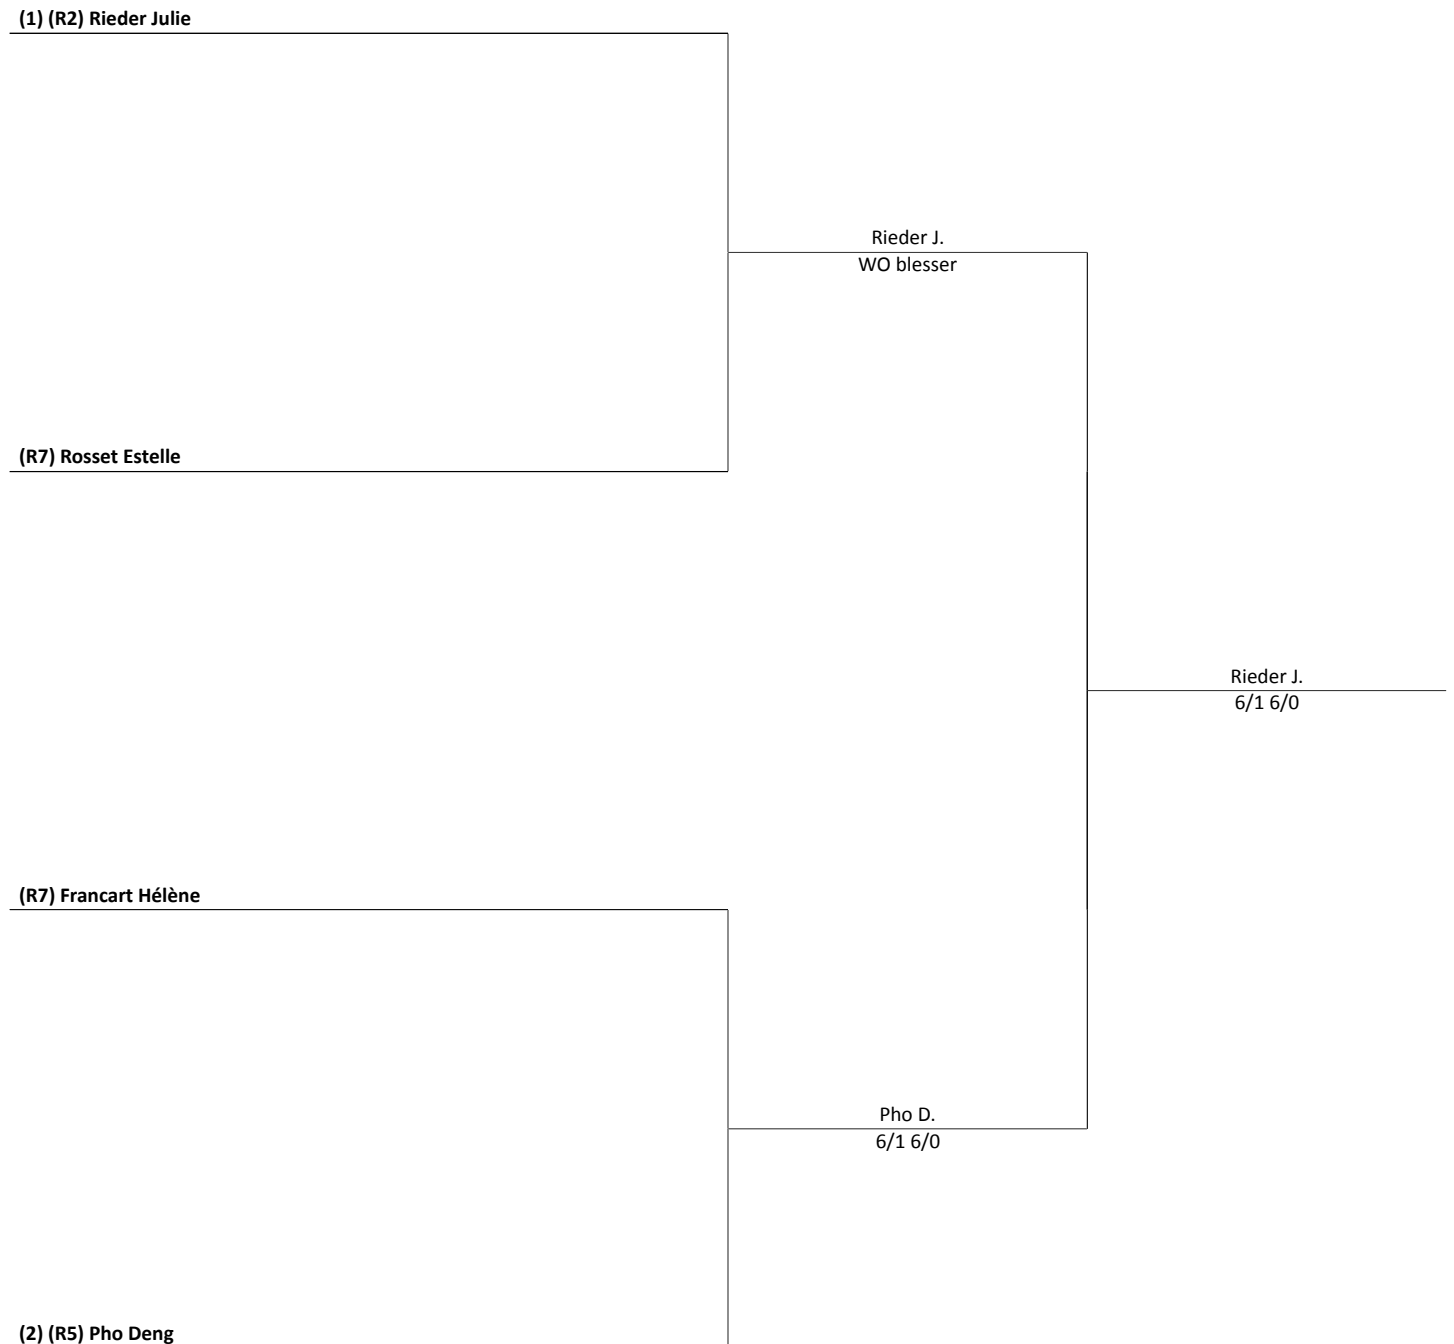 (1) (R2) Rieder Julie
Rieder J.
WO blesser
(R7) Rosset Estelle
Rieder J.
6/1 6/0
(R7) Francart Hélène
Pho D.
6/1 6/0
(2) (R5) Pho Deng